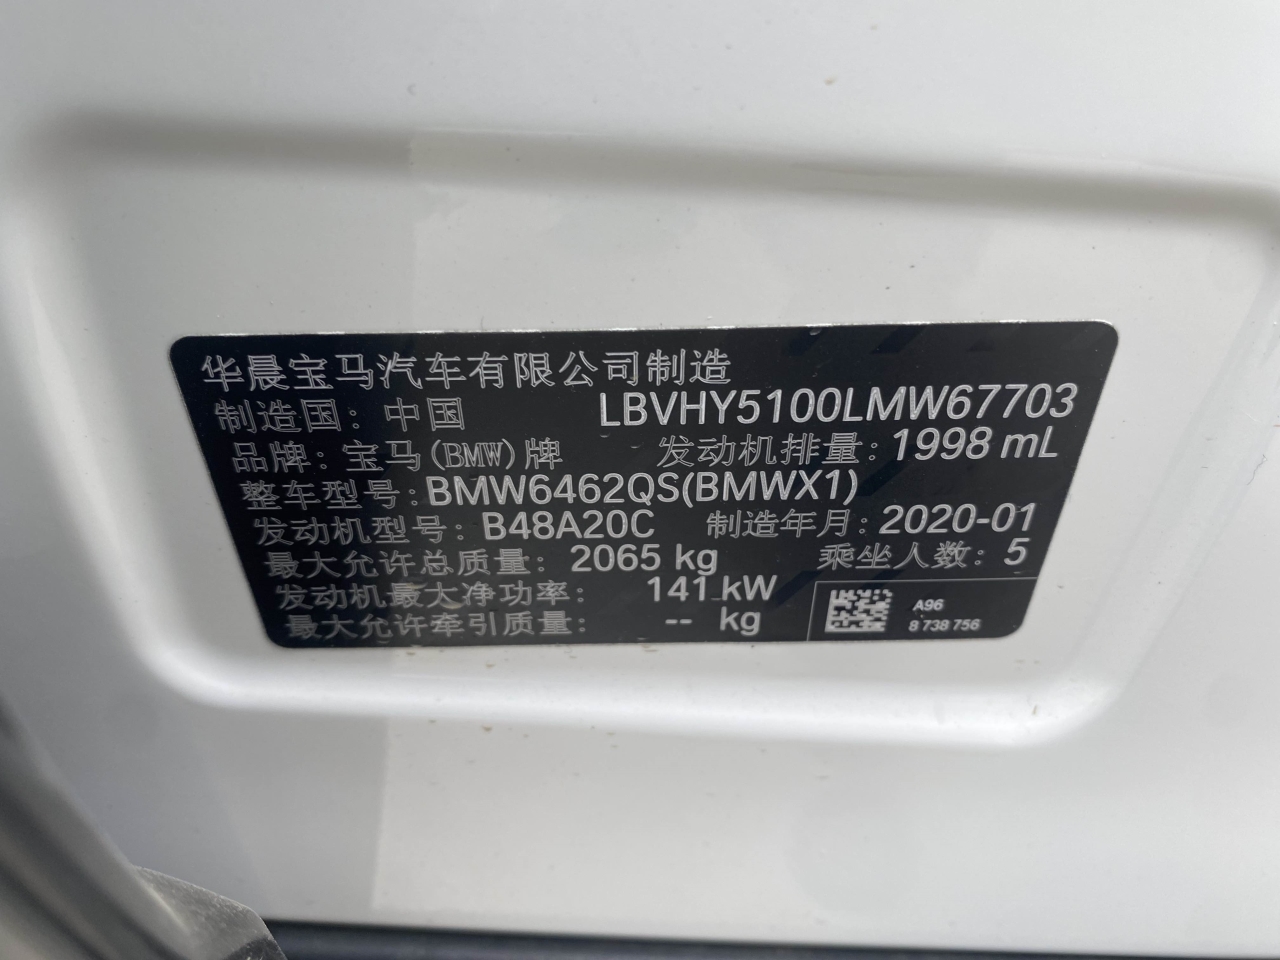 华晨宝马汽车有限公司制造
制造国：中国 LBVHY5100LMW67703
品牌：宝马(BMW)牌 发动机排量：1998 mL
整车型号：BMW6462QS(BMWX1)
发动机型号：B48A20C 制造年月：2020-01
最大允许总质量：2065 kg 乘坐人数：5
发动机最大净功率：141 kW
最大允许牵引质量：-- kg
A96
8 738 756